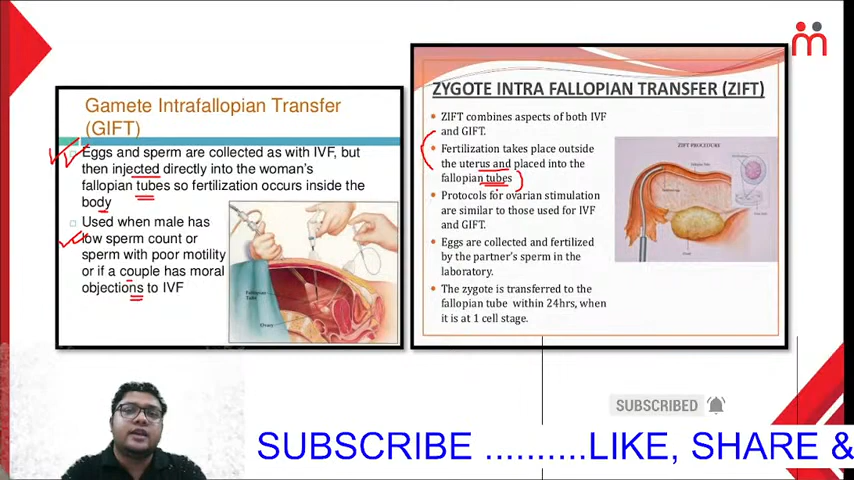 Gamete Intrafallopian Transfer
(GIFT)
Eggs and sperm are collected as with IVF, but
then injected directly into the woman's
fallopian tubes so fertilization occurs inside the
body
Used when male has
low sperm count or
sperm with poor motility
or if a couple has moral
objections to IVF
Fallopian
Tube
Ovary
ZYGOTE INTRA FALLOPIAN TRANSFER (ZIFT)
ZIFT combines aspects of both IVF
and GIFT.
Fertilization takes place outside
the uterus and placed into the
fallopian tubes
Protocols for ovarian stimulation
are similar to those used for IVF
and GIFT.
Eggs are collected and fertilized
by the partner's sperm in the
laboratory.
The zygote is transferred to the
fallopian tube within 24hrs, when
it is at 1 cell stage.
ZIFT PROCEDURE
SUBSCRIBED
SUBSCRIBE ..........LIKE, SHARE &